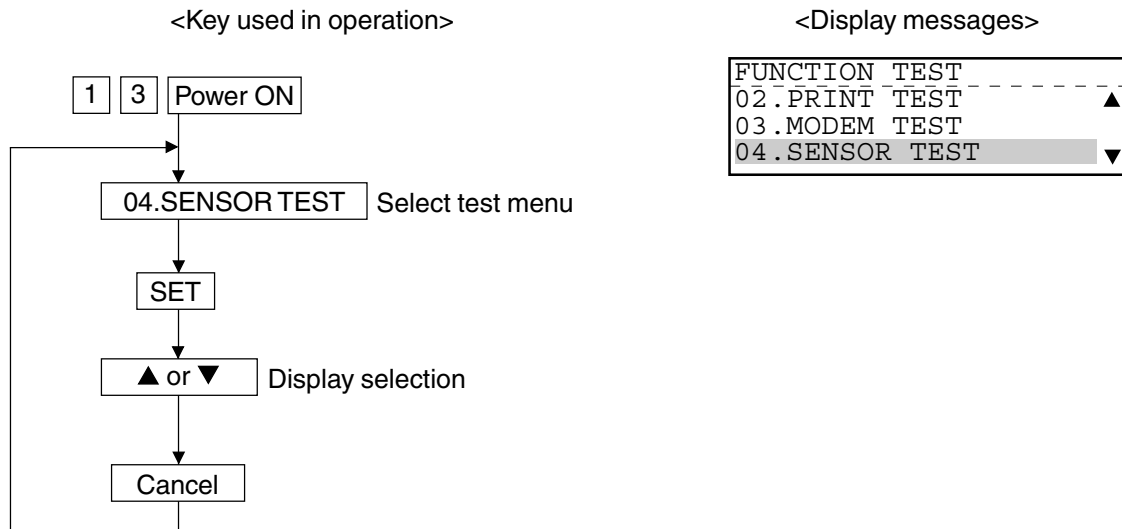 <Key used in operation>
<Display messages>
1 3 Power ON
04.SENSOR TEST Select test menu
SET
▲ or ▼ Display selection
Cancel
FUNCTION TEST
02.PRINT TEST ▲
03.MODEM TEST
04.SENSOR TEST ▼